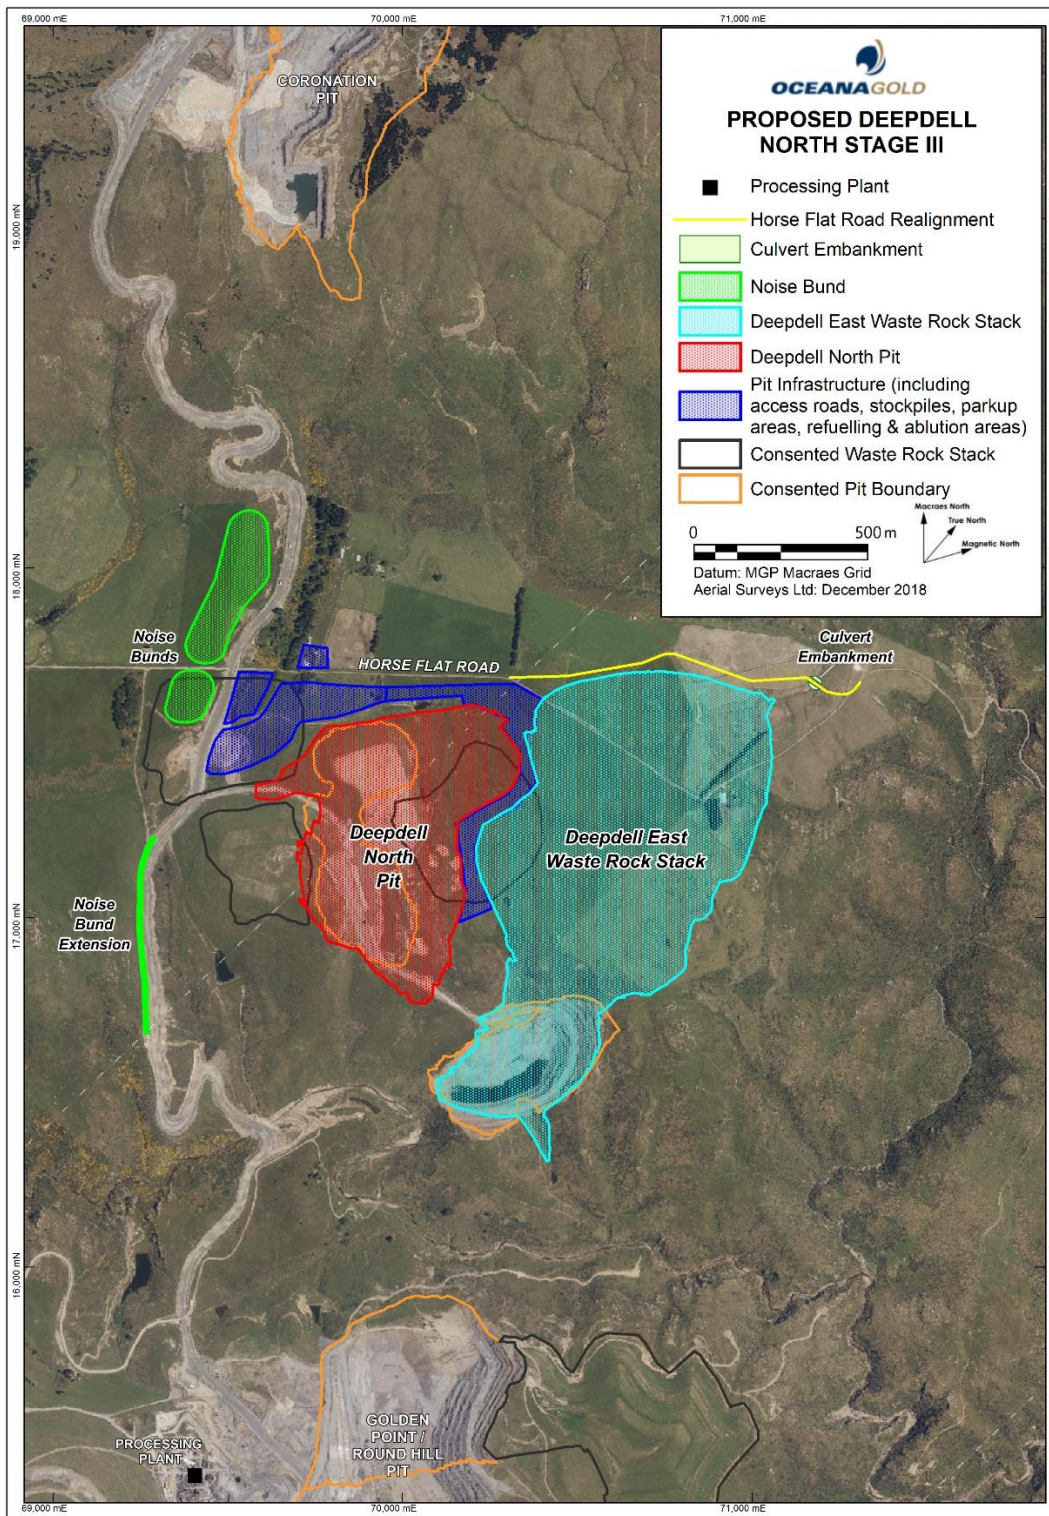 69,000 mE
70,000 mE
71,000 mE
CORONATION
PIT
OCEANAGOLD
PROPOSED DEEPDELL
NORTH STAGE III
Processing Plant
Horse Flat Road Realignment
Culvert Embankment
Noise Bund
Deepdell East Waste Rock Stack
Deepdell North Pit
Pit Infrastructure (including
access roads, stockpiles, parkup
areas, refuelling & ablution areas)
Consented Waste Rock Stack
Consented Pit Boundary
Macraes North
True North
Magnetic North
0 500 m
Datum: MGP Macraes Grid
Aerial Surveys Ltd: December 2018
19,000 mN
18,000 mN
Noise
Bunds
HORSE FLAT ROAD
Culvert
Embankment
Deepdell
North
Pit
Deepdell East
Waste Rock Stack
Noise
Bund
Extension
17,000 mN
16,000 mN
GOLDEN
POINT /
ROUND HILL
PIT
PROCESSING
PLANT
69,000 mE
70,000 mE
71,000 mE